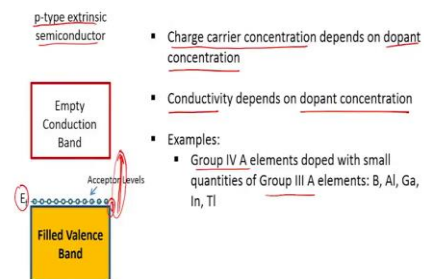 p-type extrinsic
semiconductor
Empty
Conduction
Band
Acceptor Levels
E
Filled Valence
Band
▪ Charge carrier concentration depends on dopant
concentration
▪ Conductivity depends on dopant concentration
▪ Examples:
▪ Group IV A elements doped with small
quantities of Group III A elements: B, Al, Ga,
In, Tl